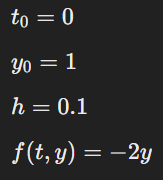 t₀ = 0
y₀ = 1
h = 0.1
f(t, y) = −2y